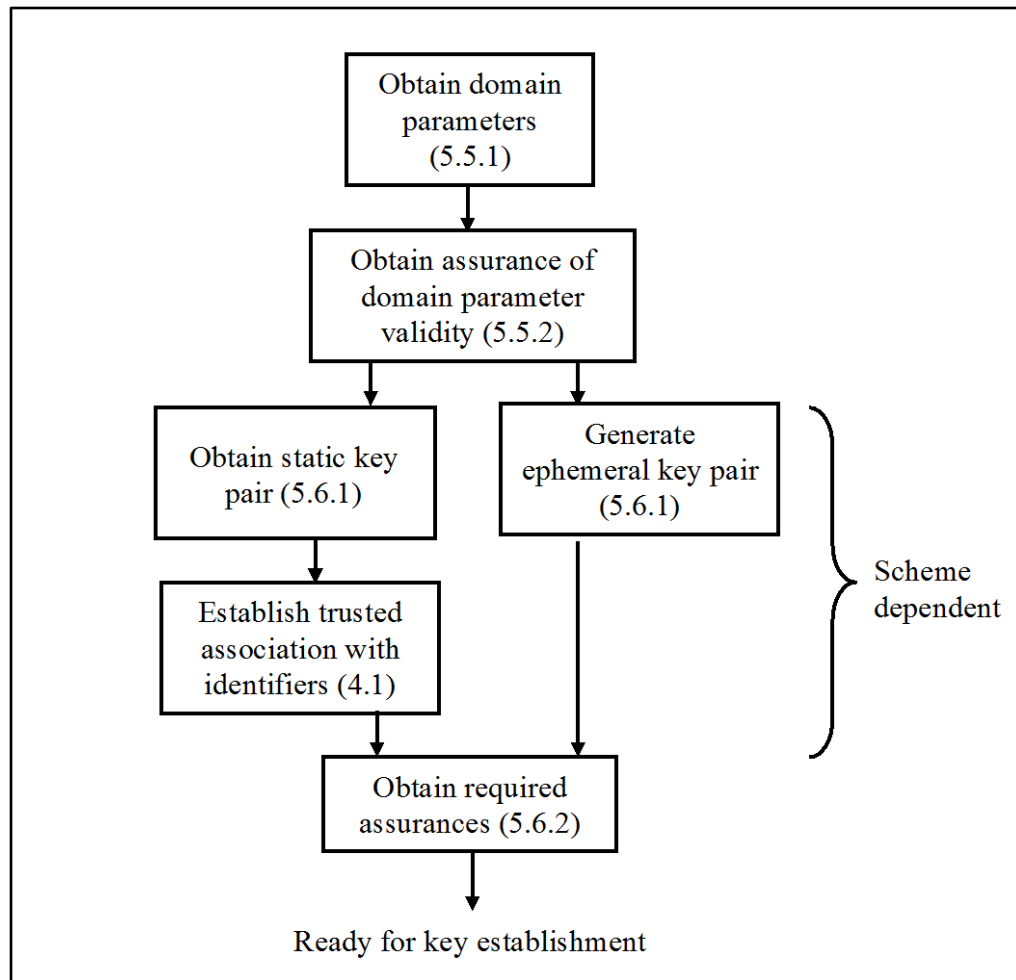 Obtain domain
parameters
(5.5.1)
Obtain assurance of
domain parameter
validity (5.5.2)
Obtain static key
pair (5.6.1)
Generate
ephemeral key pair
(5.6.1)
Establish trusted
association with
identifiers (4.1)
Scheme
dependent
Obtain required
assurances (5.6.2)
Ready for key establishment